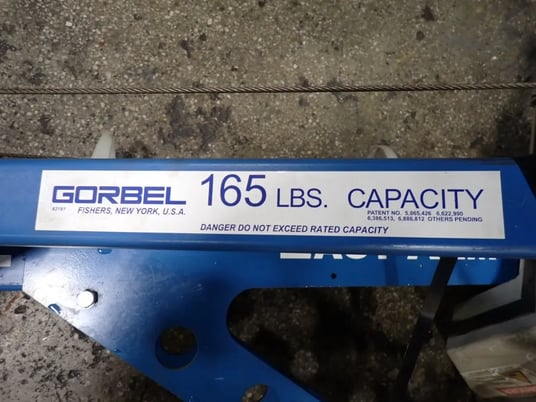 GORBEL 165 LBS. CAPACITY
42197 FISHERS, NEW YORK, U.S.A.
PATENT NO. 5,865,426 6,622,990
6,386,513, 6,886,812 OTHERS PENDING
DANGER DO NOT EXCEED RATED CAPACITY